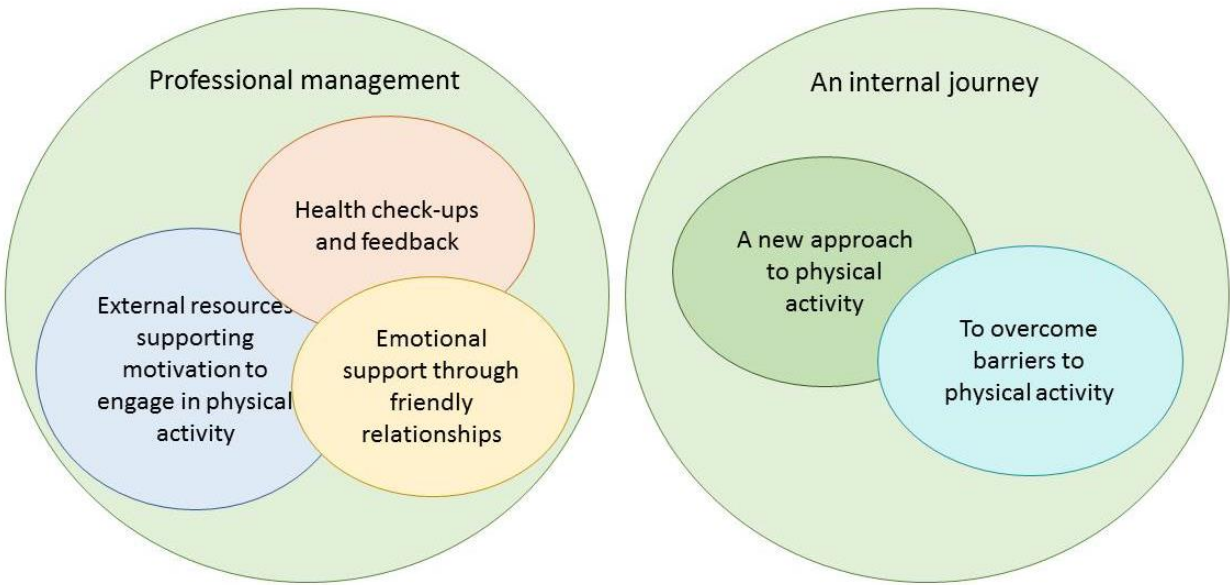 Professional management
Health check-ups
and feedback
External resources
supporting
motivation to
engage in physical
activity
Emotional
support through
friendly
relationships
An internal journey
A new approach
to physical
activity
To overcome
barriers to
physical activity